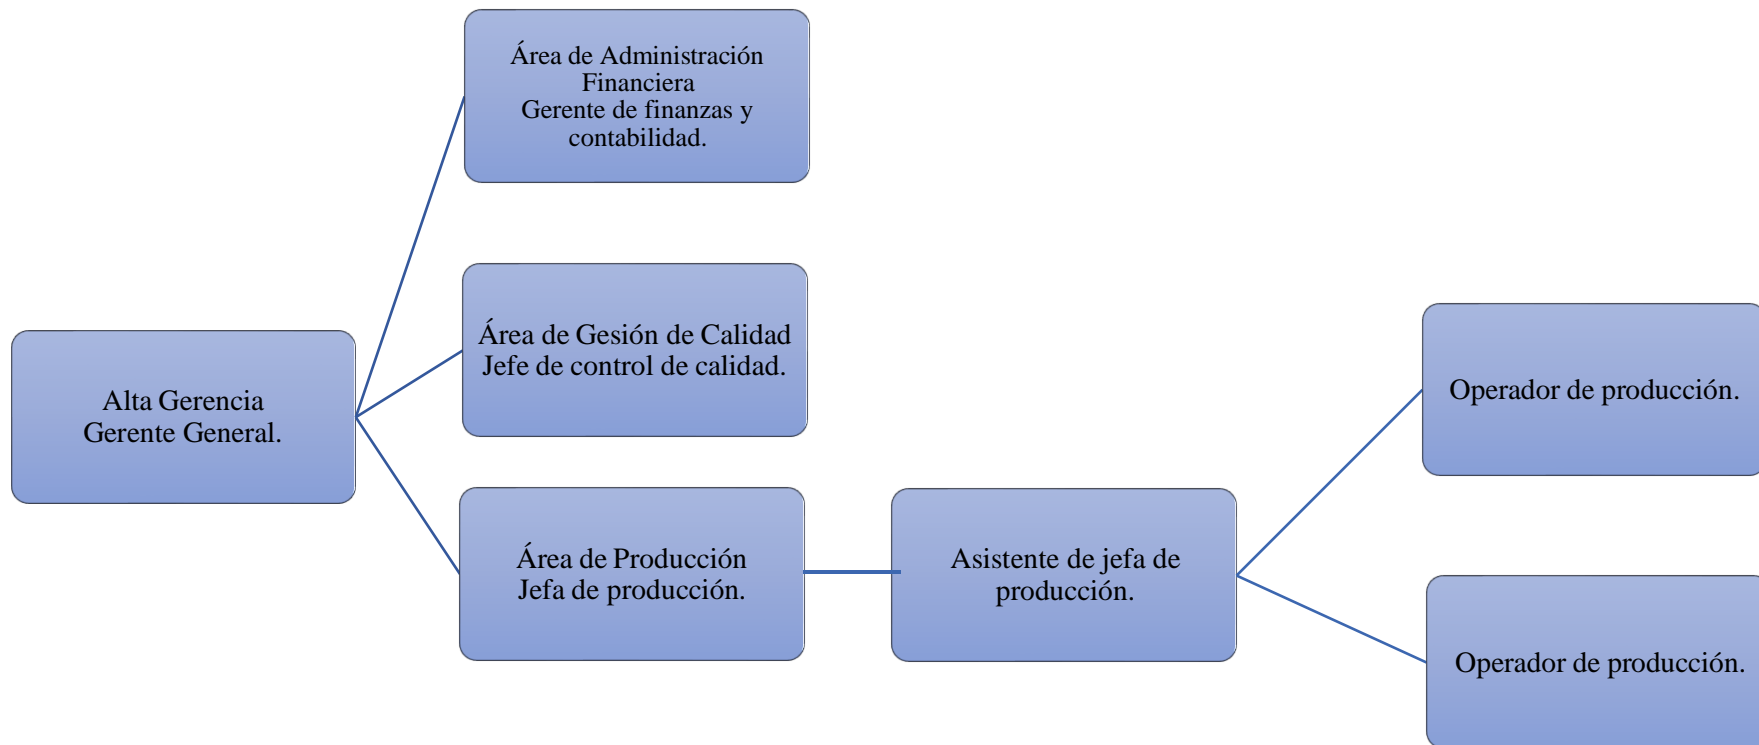 Área de Administración
Financiera
Gerente de finanzas y
contabilidad.
Área de Gesión de Calidad
Jefe de control de calidad.
Alta Gerencia
Gerente General.
Área de Producción
Jefa de producción.
Asistente de jefa de
producción.
Operador de producción.
Operador de producción.